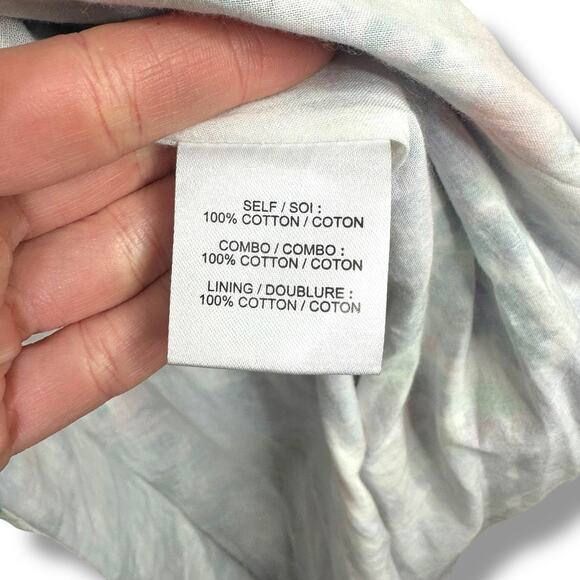 SELF / SOI :
100% COTTON / COTON
COMBO / COMBO :
100% COTTON / COTON
LINING / DOUBLURE :
100% COTTON / COTON